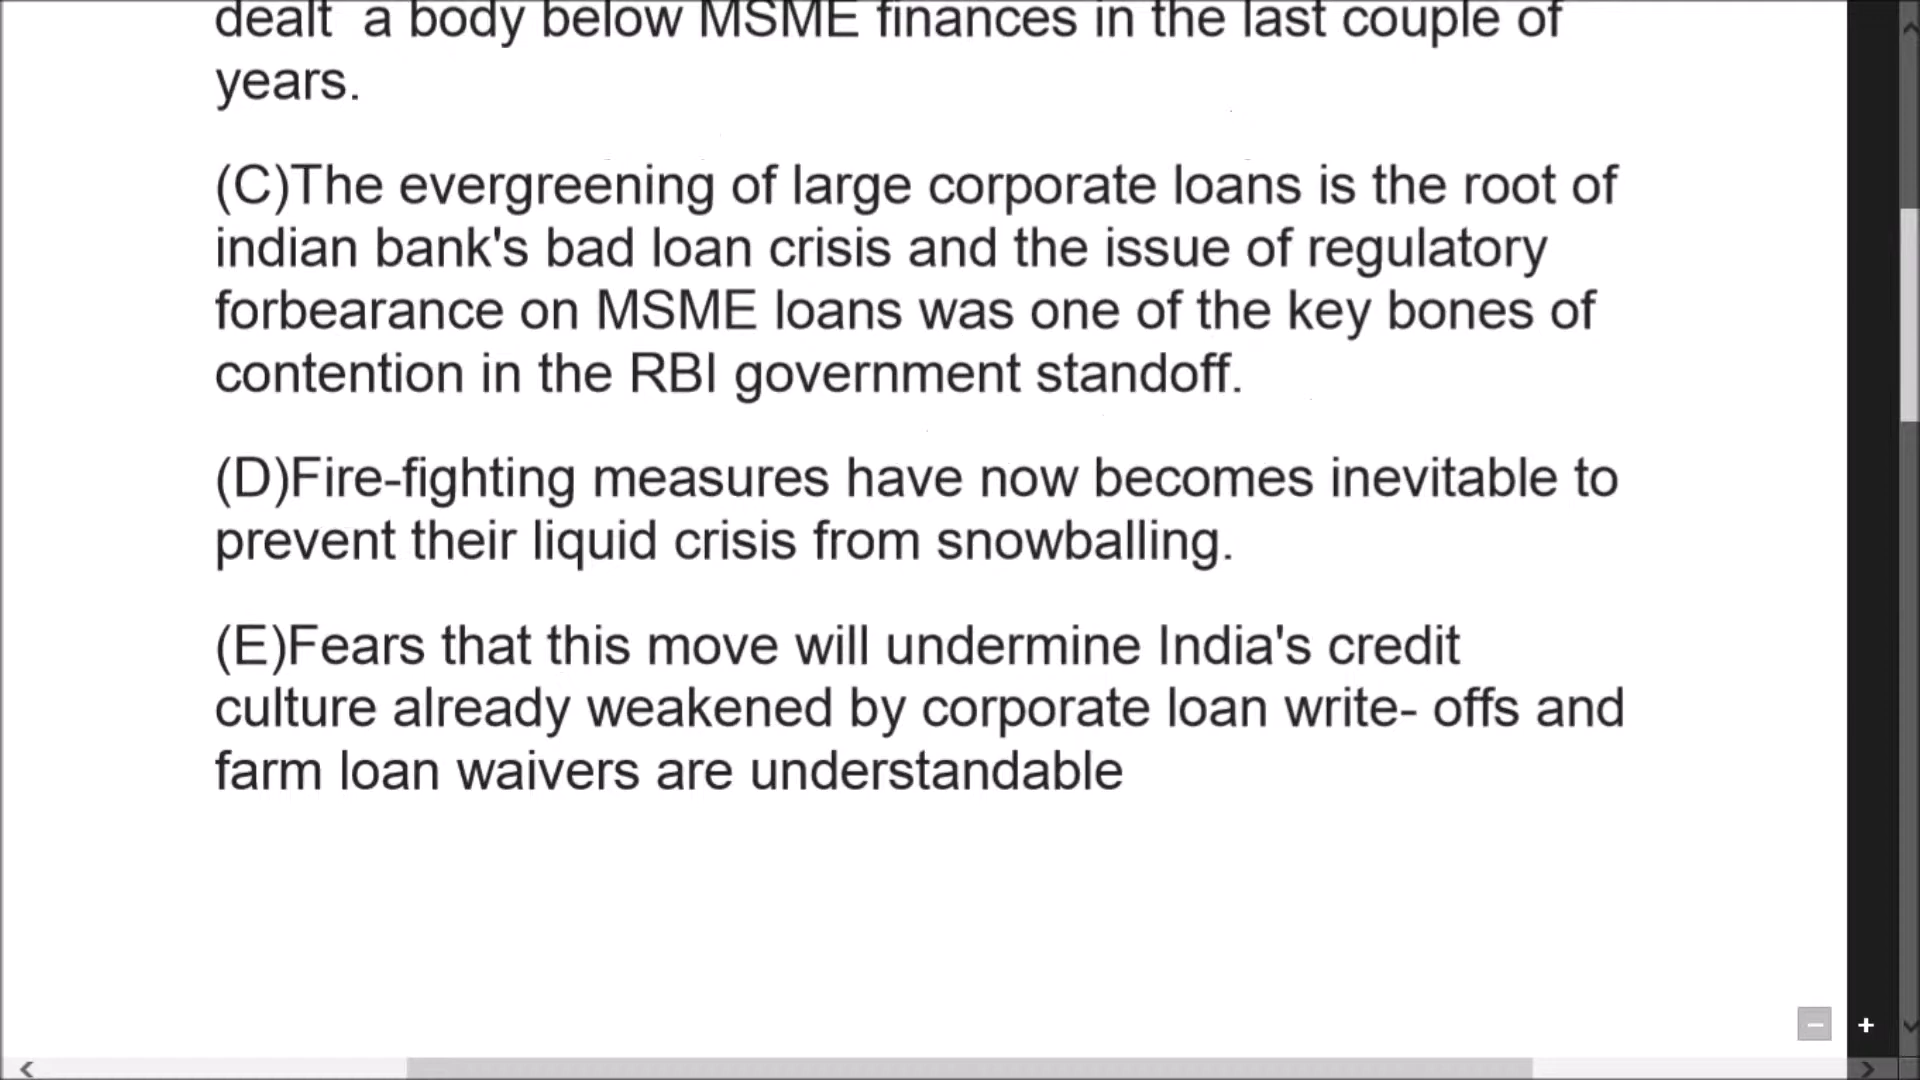 dealt a body below MSME finances in the last couple of
years.
(C)The evergreening of large corporate loans is the root of
indian bank's bad loan crisis and the issue of regulatory
forbearance on MSME loans was one of the key bones of
contention in the RBI government standoff.
(D)Fire-fighting measures have now becomes inevitable to
prevent their liquid crisis from snowballing.
(E)Fears that this move will undermine India's credit
culture already weakened by corporate loan write- offs and
farm loan waivers are understandable